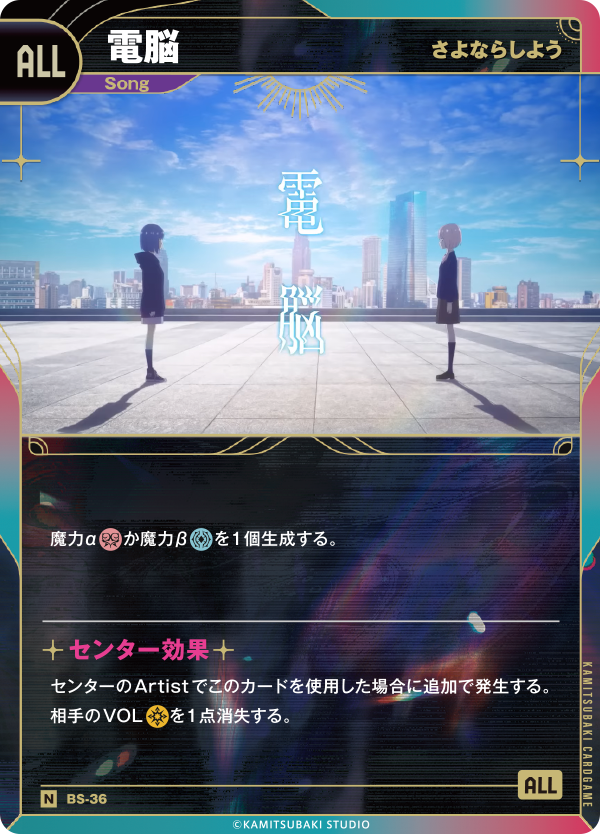 ALL
電脳
さよならしよう
Song
電
脳
魔力αか魔力βを1個生成する。
センター効果
センターのArtistでこのカードを使用した場合に追加で発生する。
相手のVOLを1点消失する。
KAMITSUBAKI CARDGAME
ALL
N BS-36
©KAMITSUBAKI STUDIO